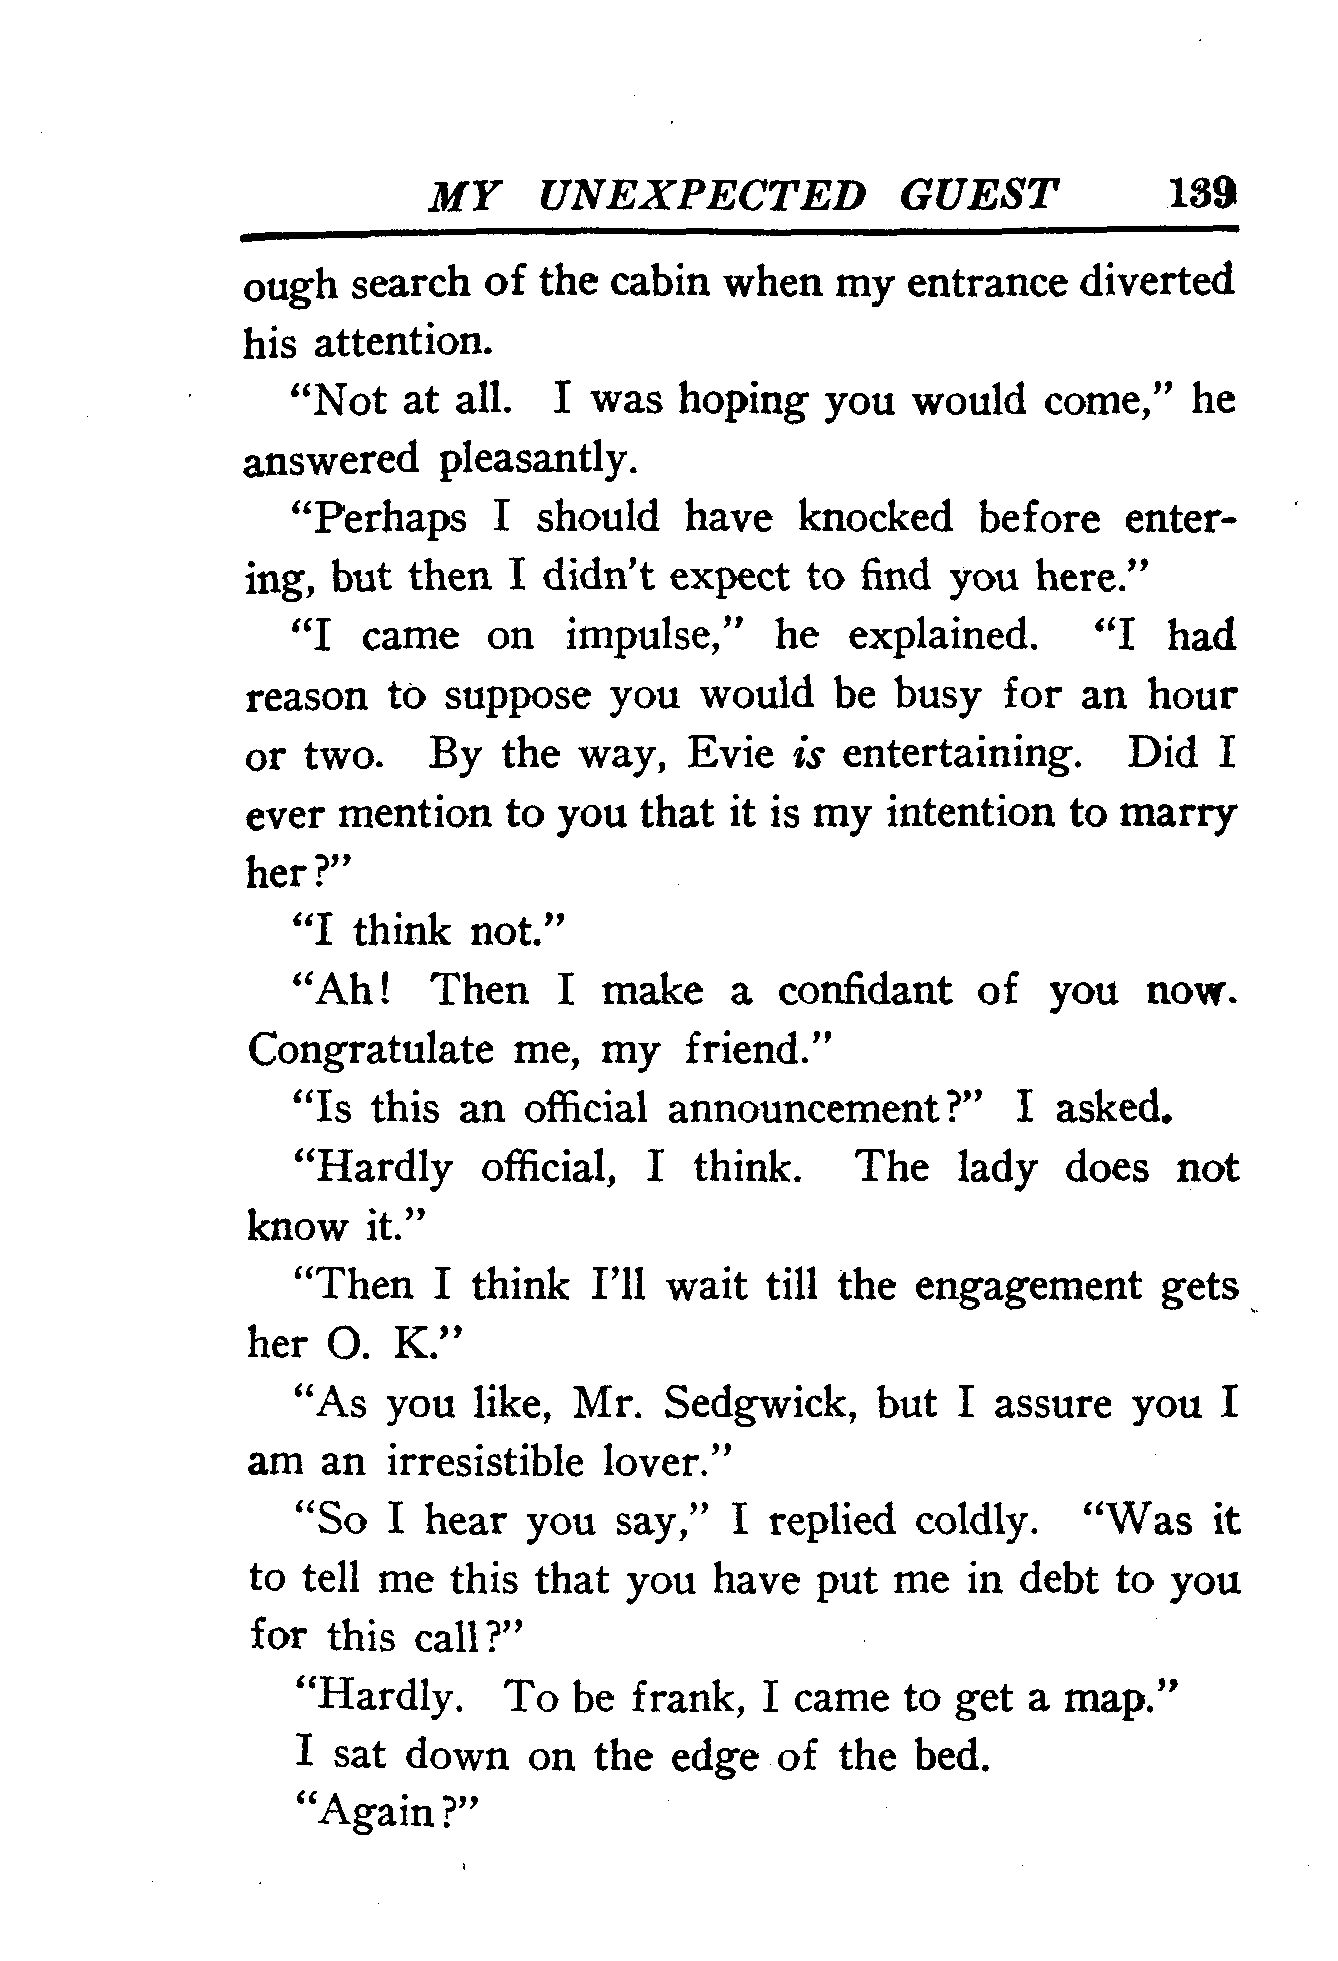 MY UNEXPECTED GUEST 139
ough search of the cabin when my entrance diverted
his attention.
“Not at all. I was hoping you would come,” he
answered pleasantly.
“Perhaps I should have knocked before enter-
ing, but then I didn’t expect to find you here.”
“I came on impulse,” he explained. “I had
reason to suppose you would be busy for an hour
or two. By the way, Evie is entertaining. Did I
ever mention to you that it is my intention to marry
her?”
“I think not.”
“Ah! Then I make a confidant of you now.
Congratulate me, my friend.”
“Is this an official announcement?” I asked.
“Hardly official, I think. The lady does not
know it.”
“Then I think I’ll wait till the engagement gets
her O. K.”
“As you like, Mr. Sedgwick, but I assure you I
am an irresistible lover.”
“So I hear you say,” I replied coldly. “Was it
to tell me this that you have put me in debt to you
for this call?”
“Hardly. To be frank, I came to get a map.”
I sat down on the edge of the bed.
“Again?”